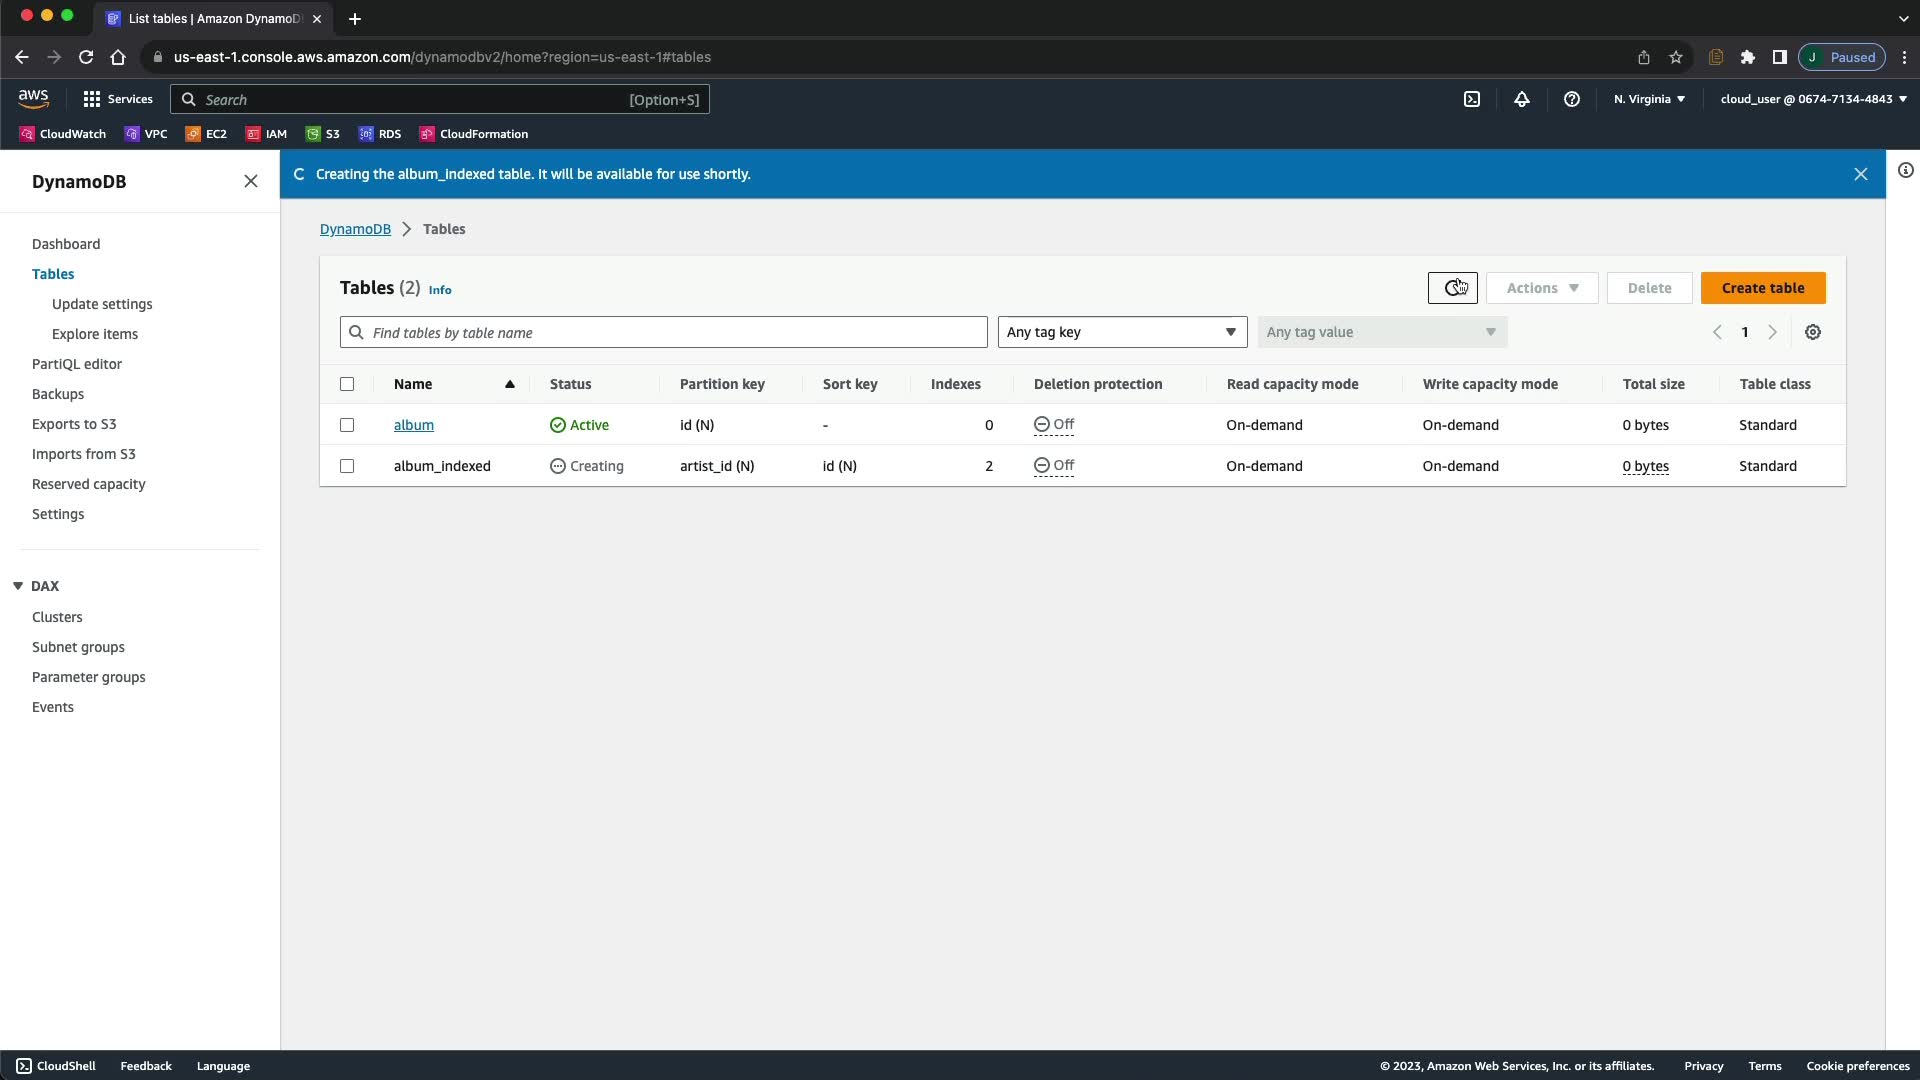 List tables | Amazon DynamoD
us-east-1.console.aws.amazon.com/dynamodbv2/home?region=us-east-1#tables
J Paused
aws Services Search [Option+S] N. Virginia cloud_user @ 0674-7134-4843
CloudWatch VPC EC2 IAM S3 RDS CloudFormation
DynamoDB
Creating the album_indexed table. It will be available for use shortly.
DynamoDB Tables
Dashboard
Tables
Update settings
Explore items
PartiQL editor
Backups
Exports to S3
Imports from S3
Reserved capacity
Settings
DAX
Clusters
Subnet groups
Parameter groups
Events
Tables (2) Info
Actions Delete Create table
Find tables by table name Any tag key Any tag value 1
Name Status Partition key Sort key Indexes Deletion protection Read capacity mode Write capacity mode Total size Table class
album Active id (N) - 0 Off On-demand On-demand 0 bytes Standard
album_indexed Creating artist_id (N) id (N) 2 Off On-demand On-demand 0 bytes Standard
CloudShell Feedback Language © 2023, Amazon Web Services, Inc. or its affiliates. Privacy Terms Cookie preferences